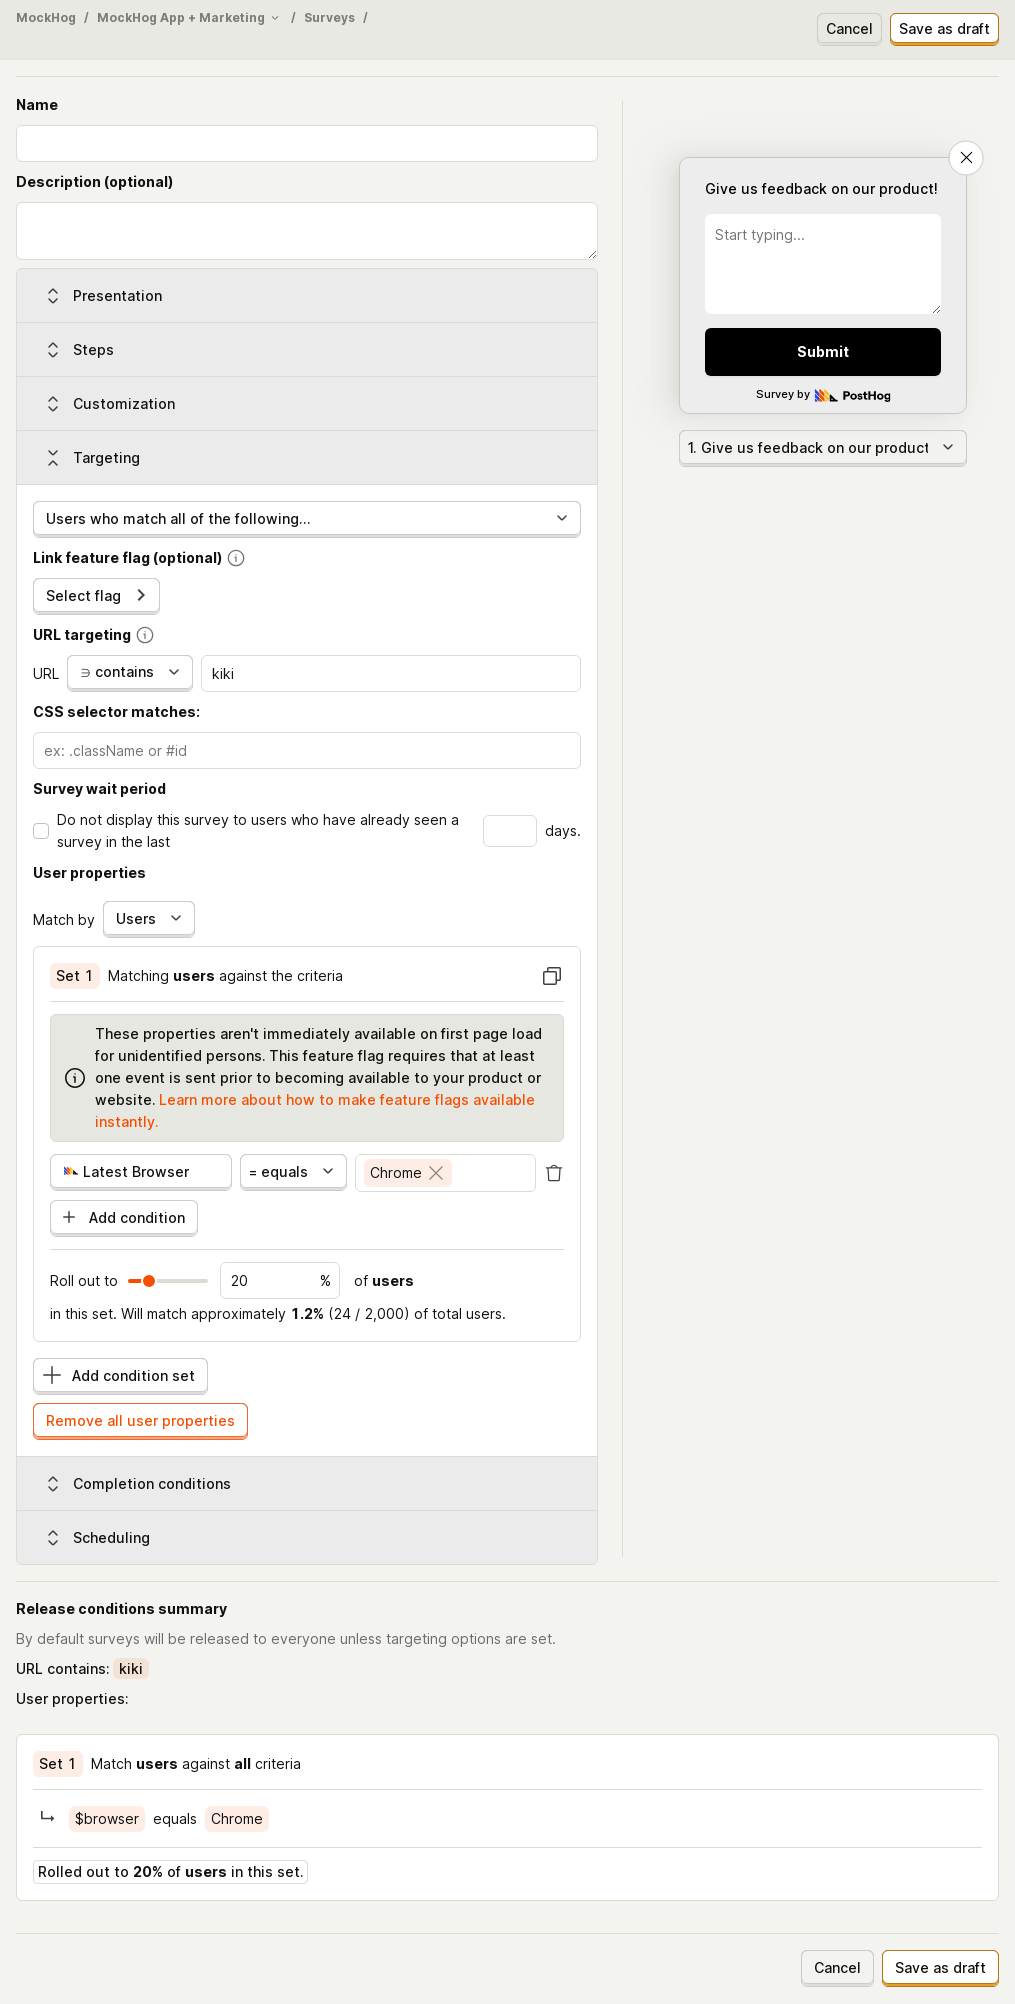 MockHog / MockHog App + Marketing / Surveys /
Cancel
Save as draft
Name
Description (optional)
Presentation
Steps
Customization
Targeting
Users who match all of the following...
Link feature flag (optional)
Select flag
URL targeting
URL
∋ contains
kiki
CSS selector matches:
ex: .className or #id
Survey wait period
Do not display this survey to users who have already seen a
survey in the last
days.
User properties
Match by
Users
Set 1 Matching users against the criteria
These properties aren't immediately available on first page load
for unidentified persons. This feature flag requires that at least
one event is sent prior to becoming available to your product or
website. Learn more about how to make feature flags available
instantly.
Latest Browser
= equals
Chrome
Add condition
Roll out to
20
%
of users
in this set. Will match approximately 1.2% (24 / 2,000) of total users.
Add condition set
Remove all user properties
Completion conditions
Scheduling
Give us feedback on our product!
Start typing...
Submit
Survey by PostHog
1. Give us feedback on our product
Release conditions summary
By default surveys will be released to everyone unless targeting options are set.
URL contains: kiki
User properties:
Set 1 Match users against all criteria
$browser equals Chrome
Rolled out to 20% of users in this set.
Cancel
Save as draft